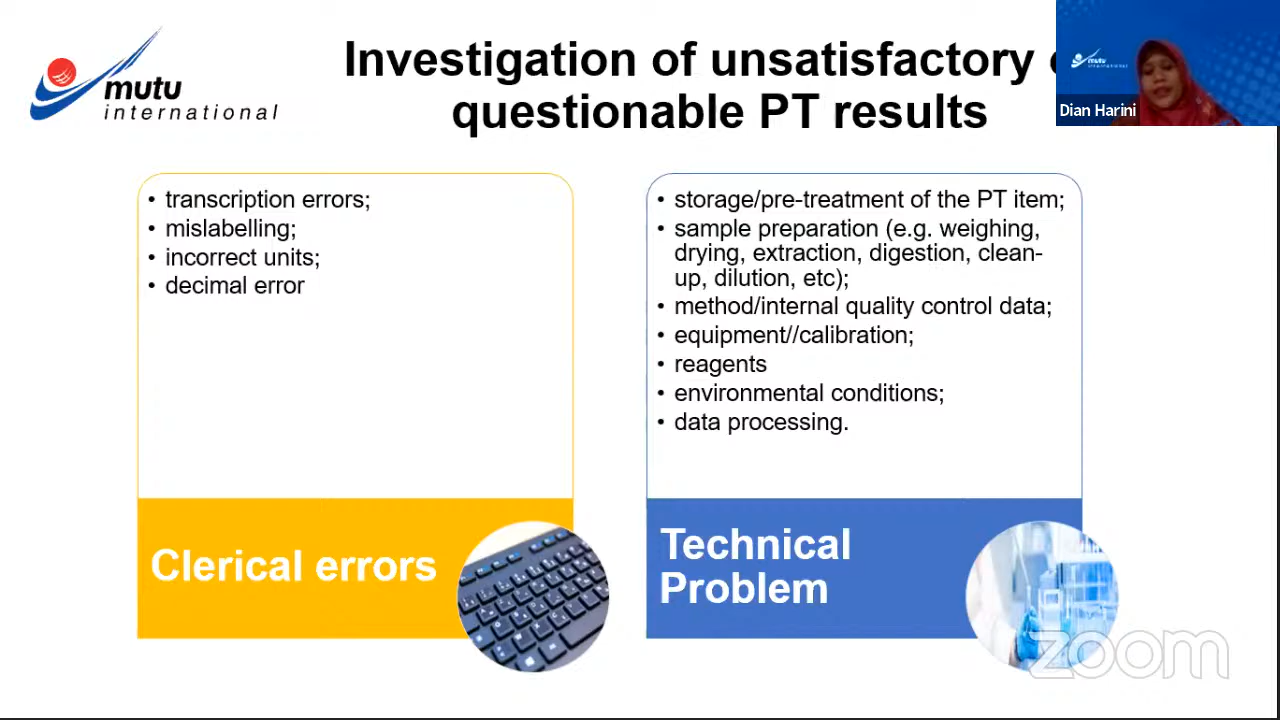 mutu
international
Investigation of unsatisfactory
questionable PT results
mutu
international
Dian Harini
• transcription errors;
• mislabelling;
• incorrect units;
• decimal error
Clerical errors
• storage/pre-treatment of the PT item;
• sample preparation (e.g. weighing,
drying, extraction, digestion, clean-
up, dilution, etc);
• method/internal quality control data;
• equipment//calibration;
• reagents
• environmental conditions;
• data processing.
Technical
Problem
zoom